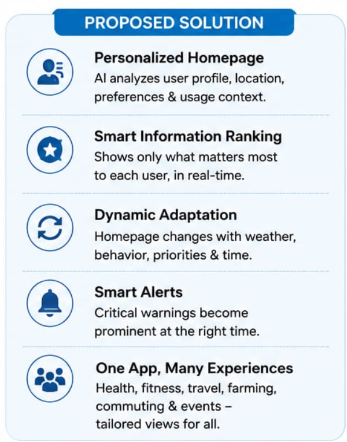 PROPOSED SOLUTION
Personalized Homepage
AI analyzes user profile, location,
preferences & usage context.
Smart Information Ranking
Shows only what matters most
to each user, in real-time.
Dynamic Adaptation
Homepage changes with weather,
behavior, priorities & time.
Smart Alerts
Critical warnings become
prominent at the right time.
One App, Many Experiences
Health, fitness, travel, farming,
commuting & events –
tailored views for all.